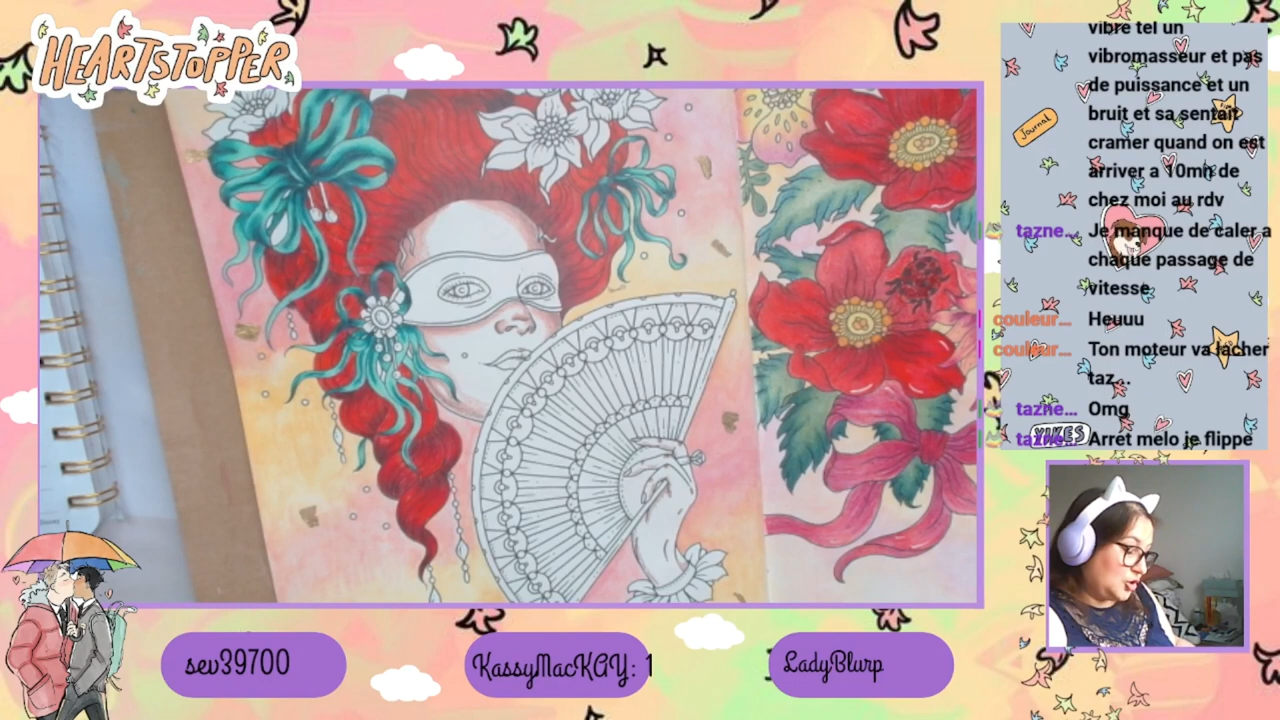 HEARTSTOPPER
vibre tel un
vibromasseur et pas
de puissance et un
bruit et sa sentait
cramer quand on est
arriver a 10mn de
chez moi au rdv
tazne... Je manque de caler a
chaque passage de
vitesse
couleur... Heuuu
couleur... Ton moteur va lacher
taz...
tazne... Omg
tazne... Arret melo je flippe
Journal
YIKES
sev39700
KassyMacKAY: 1
LadyBlurp